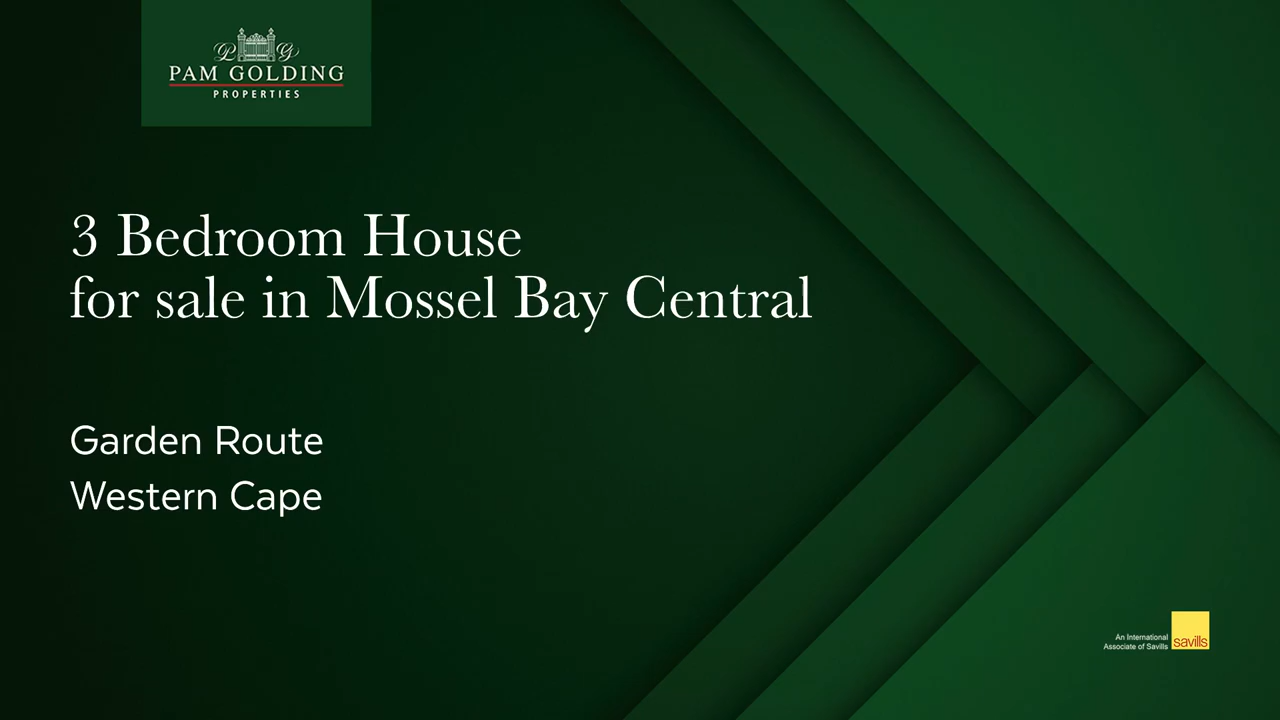 P G
PAM GOLDING
PROPERTIES
3 Bedroom House
for sale in Mossel Bay Central
Garden Route
Western Cape
An International
Associate of Savills
savills